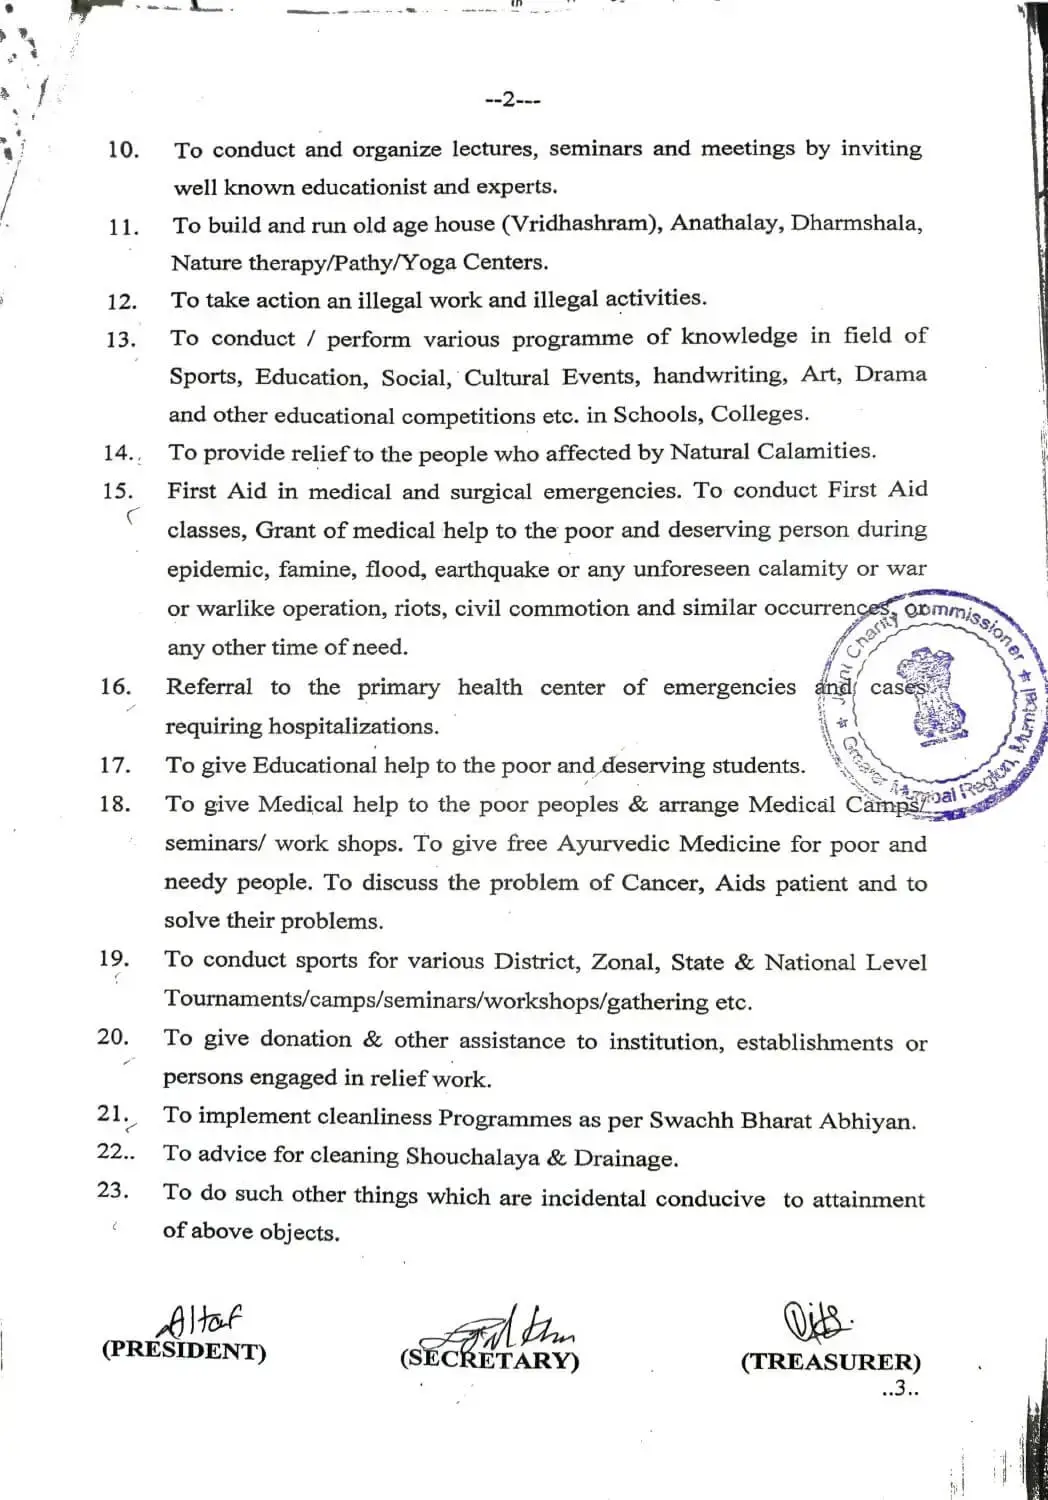 --2---
10. To conduct and organize lectures, seminars and meetings by inviting
well known educationist and experts.
11. To build and run old age house (Vridhashram), Anathalay, Dharmshala,
Nature therapy/Pathy/Yoga Centers.
12. To take action an illegal work and illegal activities.
13. To conduct / perform various programme of knowledge in field of
Sports, Education, Social, Cultural Events, handwriting, Art, Drama
and other educational competitions etc. in Schools, Colleges.
14.. To provide relief to the people who affected by Natural Calamities.
15. First Aid in medical and surgical emergencies. To conduct First Aid
classes, Grant of medical help to the poor and deserving person during
epidemic, famine, flood, earthquake or any unforeseen calamity or war
or warlike operation, riots, civil commotion and similar occurrences, or
any other time of need.
16. Referral to the primary health center of emergencies and cases
requiring hospitalizations.
17. To give Educational help to the poor and deserving students.
18. To give Medical help to the poor peoples & arrange Medical Camps/
seminars/ work shops. To give free Ayurvedic Medicine for poor and
needy people. To discuss the problem of Cancer, Aids patient and to
solve their problems.
19. To conduct sports for various District, Zonal, State & National Level
Tournaments/camps/seminars/workshops/gathering etc.
20. To give donation & other assistance to institution, establishments or
persons engaged in relief work.
21. To implement cleanliness Programmes as per Swachh Bharat Abhiyan.
22.. To advice for cleaning Shouchalaya & Drainage.
23. To do such other things which are incidental conducive to attainment
of above objects.
Joint Charity Commissioner
Greater Mumbai Region, Mumbai
Altaf
(PRESIDENT) (SECRETARY) (TREASURER)
..3..